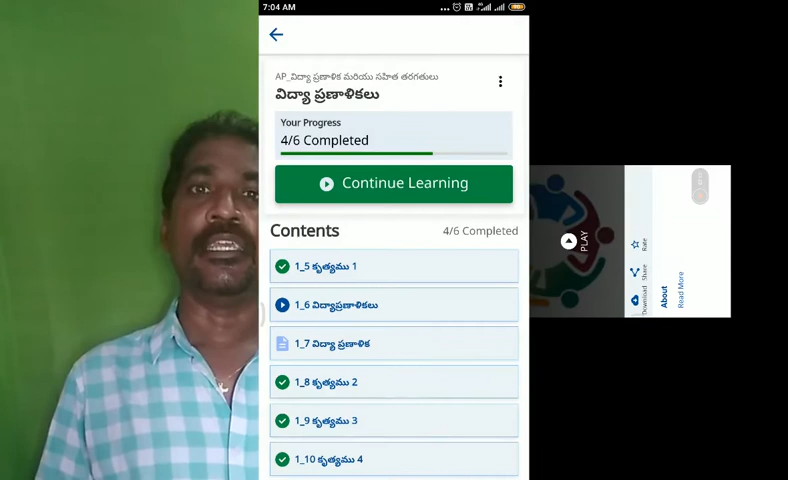 7:04 AM
AP_విద్యా ప్రణాళిక మరియు సహిత తరగతులు
విద్యా ప్రణాళికలు
Your Progress
4/6 Completed
Continue Learning
Contents
4/6 Completed
1_5 కృత్యము 1
1_6 విద్యాప్రణాళికలు
1_7 విద్యా ప్రణాళిక
1_8 కృత్యము 2
1_9 కృత్యము 3
1_10 కృత్యము 4
PLAY
Rate
Share
Download
About
Read More